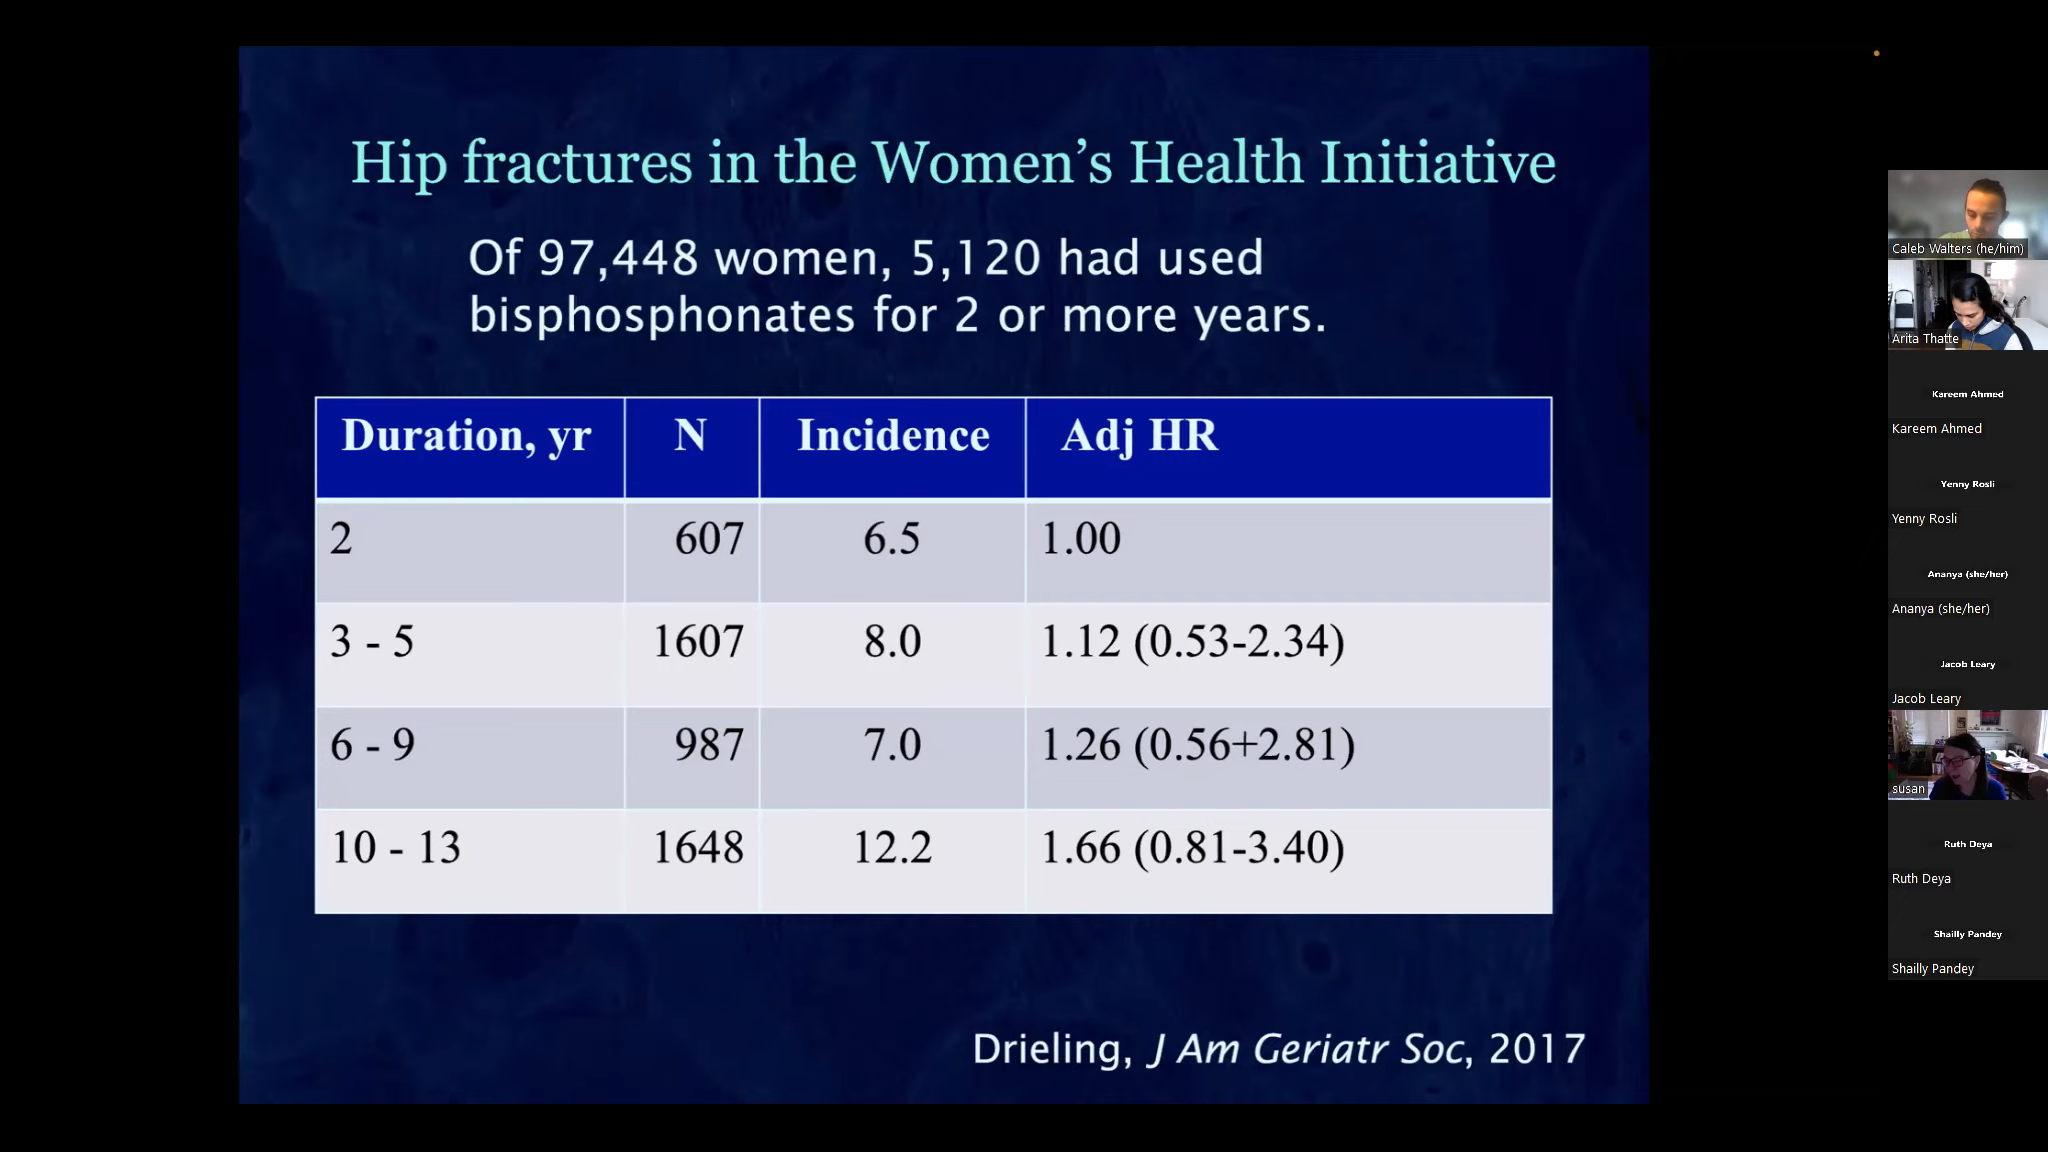 Hip fractures in the Women's Health Initiative
Of 97,448 women, 5,120 had used
bisphosphonates for 2 or more years.
Duration, yr N Incidence Adj HR
2 607 6.5 1.00
3 - 5 1607 8.0 1.12 (0.53-2.34)
6 - 9 987 7.0 1.26 (0.56+2.81)
10 - 13 1648 12.2 1.66 (0.81-3.40)
Drieling, J Am Geriatr Soc, 2017
Caleb Walters (he/him)
Arita Thatte
Kareem Ahmed
Kareem Ahmed
Yenny Rosli
Yenny Rosli
Ananya (she/her)
Ananya (she/her)
Jacob Leary
Jacob Leary
susan
Ruth Deya
Ruth Deya
Shailly Pandey
Shailly Pandey